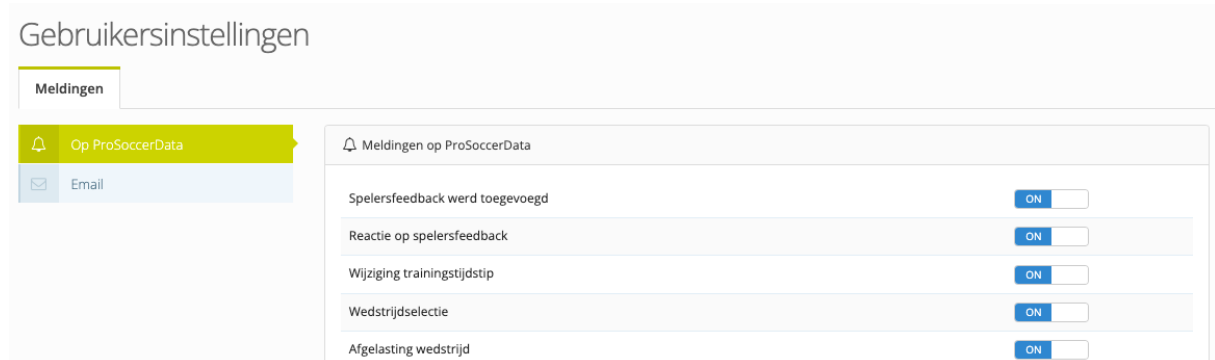 Gebruikersinstellingen
Meldingen
Op ProSoccerData
Email
Meldingen op ProSoccerData
Spelersfeedback werd toegevoegd ON
Reactie op spelersfeedback ON
Wijziging trainingstijdstip ON
Wedstrijdselectie ON
Afgelasting wedstrijd ON